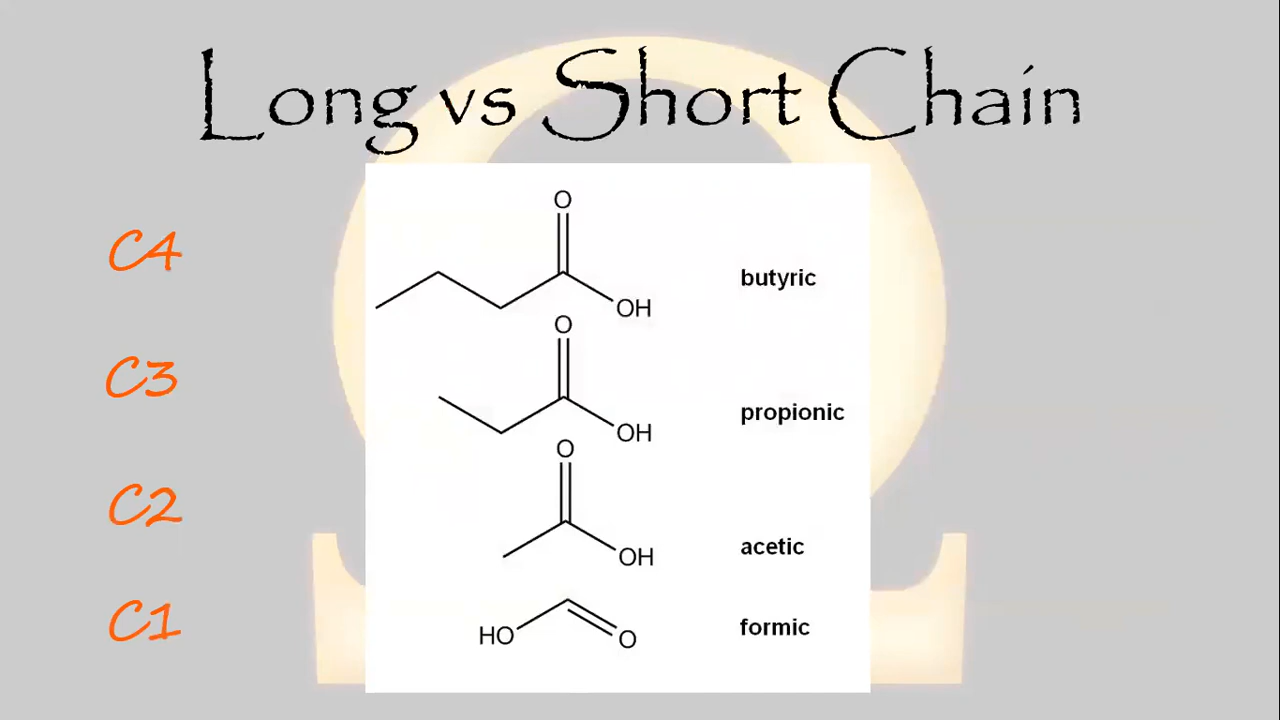 Long vs Short Chain
O
C4
butyric
OH
O
C3
propionic
OH
O
C2
acetic
OH
C1
formic
HO
O